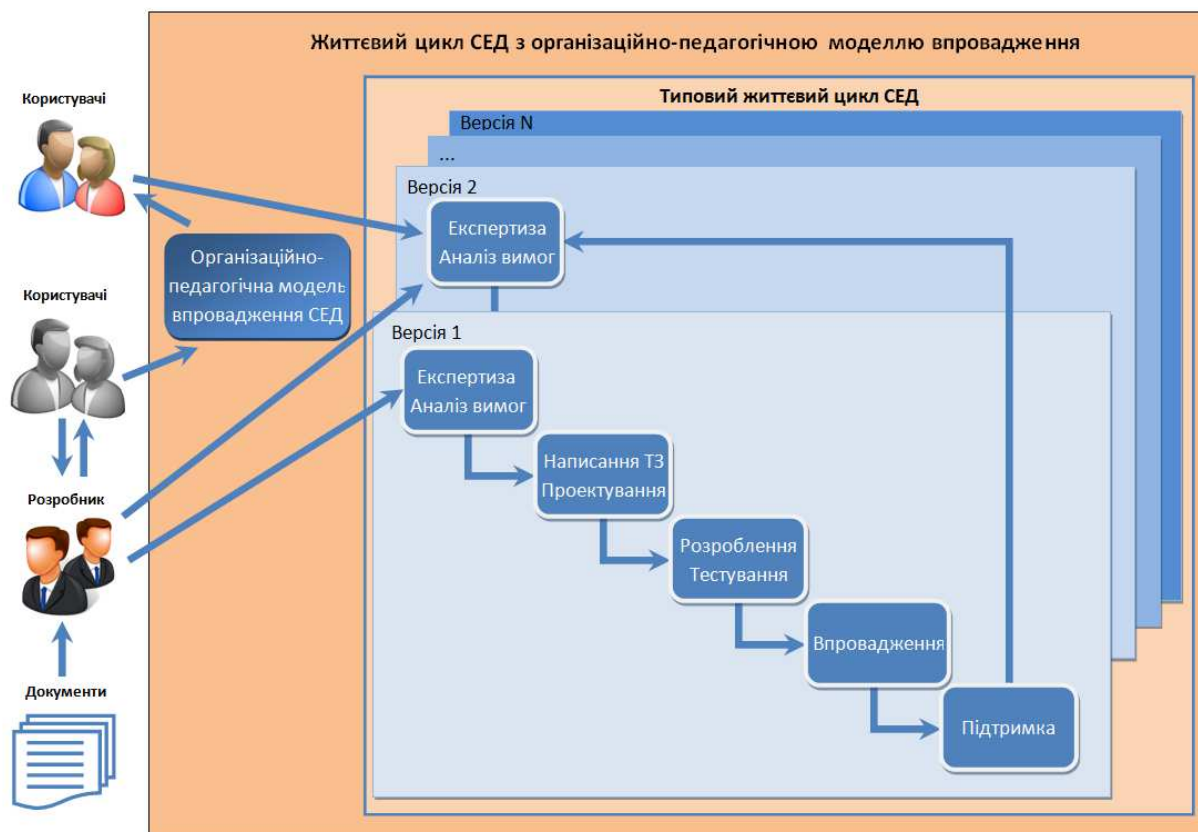 Життєвий цикл СЕД з організаційно-педагогічною моделлю впровадження
Типовий життєвий цикл СЕД
Версія N
...
Версія 2
Експертиза
Аналіз вимог
Версія 1
Експертиза
Аналіз вимог
Написання ТЗ
Проектування
Розроблення
Тестування
Впровадження
Підтримка
Користувачі
Організаційно-
педагогічна модель
впровадження СЕД
Користувачі
Розробник
Документи